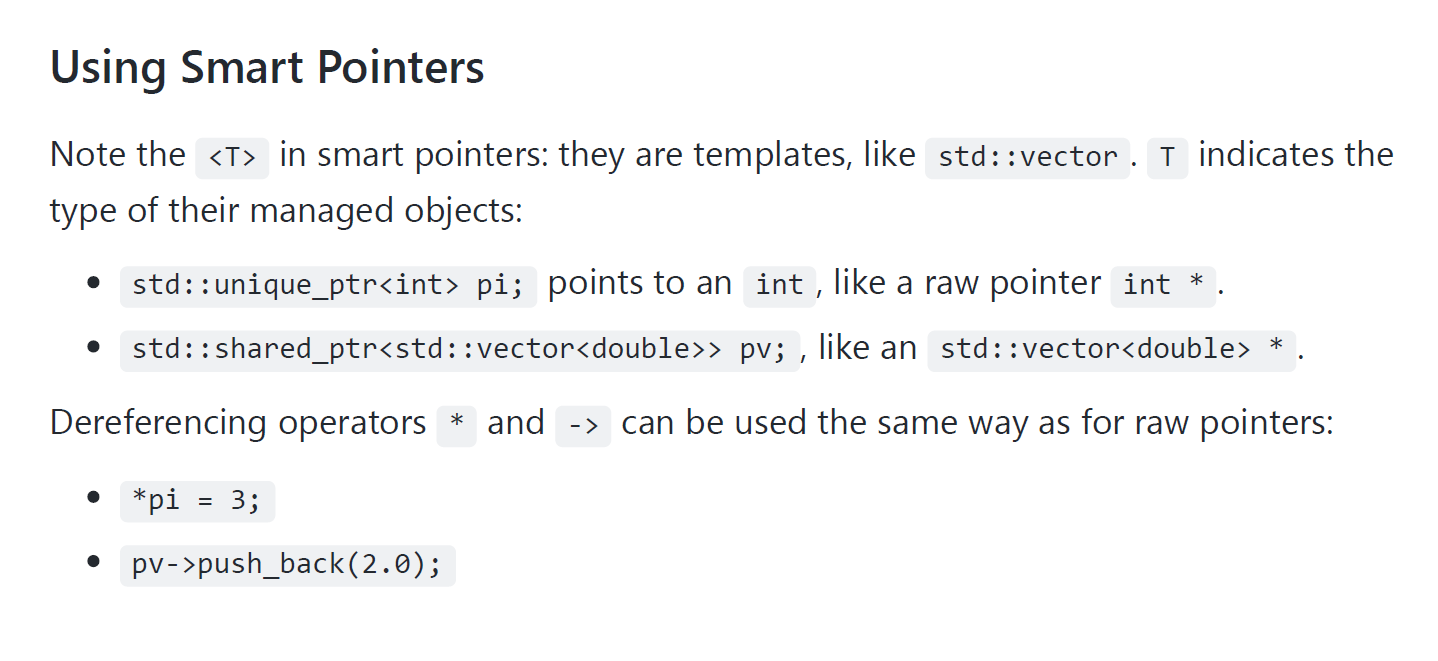 Using Smart Pointers
Note the <T> in smart pointers: they are templates, like std::vector. T indicates the
type of their managed objects:
• std::unique_ptr<int> pi; points to an int, like a raw pointer int *.
• std::shared_ptr<std::vector<double>> pv;, like an std::vector<double> *.
Dereferencing operators * and -> can be used the same way as for raw pointers:
• *pi = 3;
• pv->push_back(2.0);